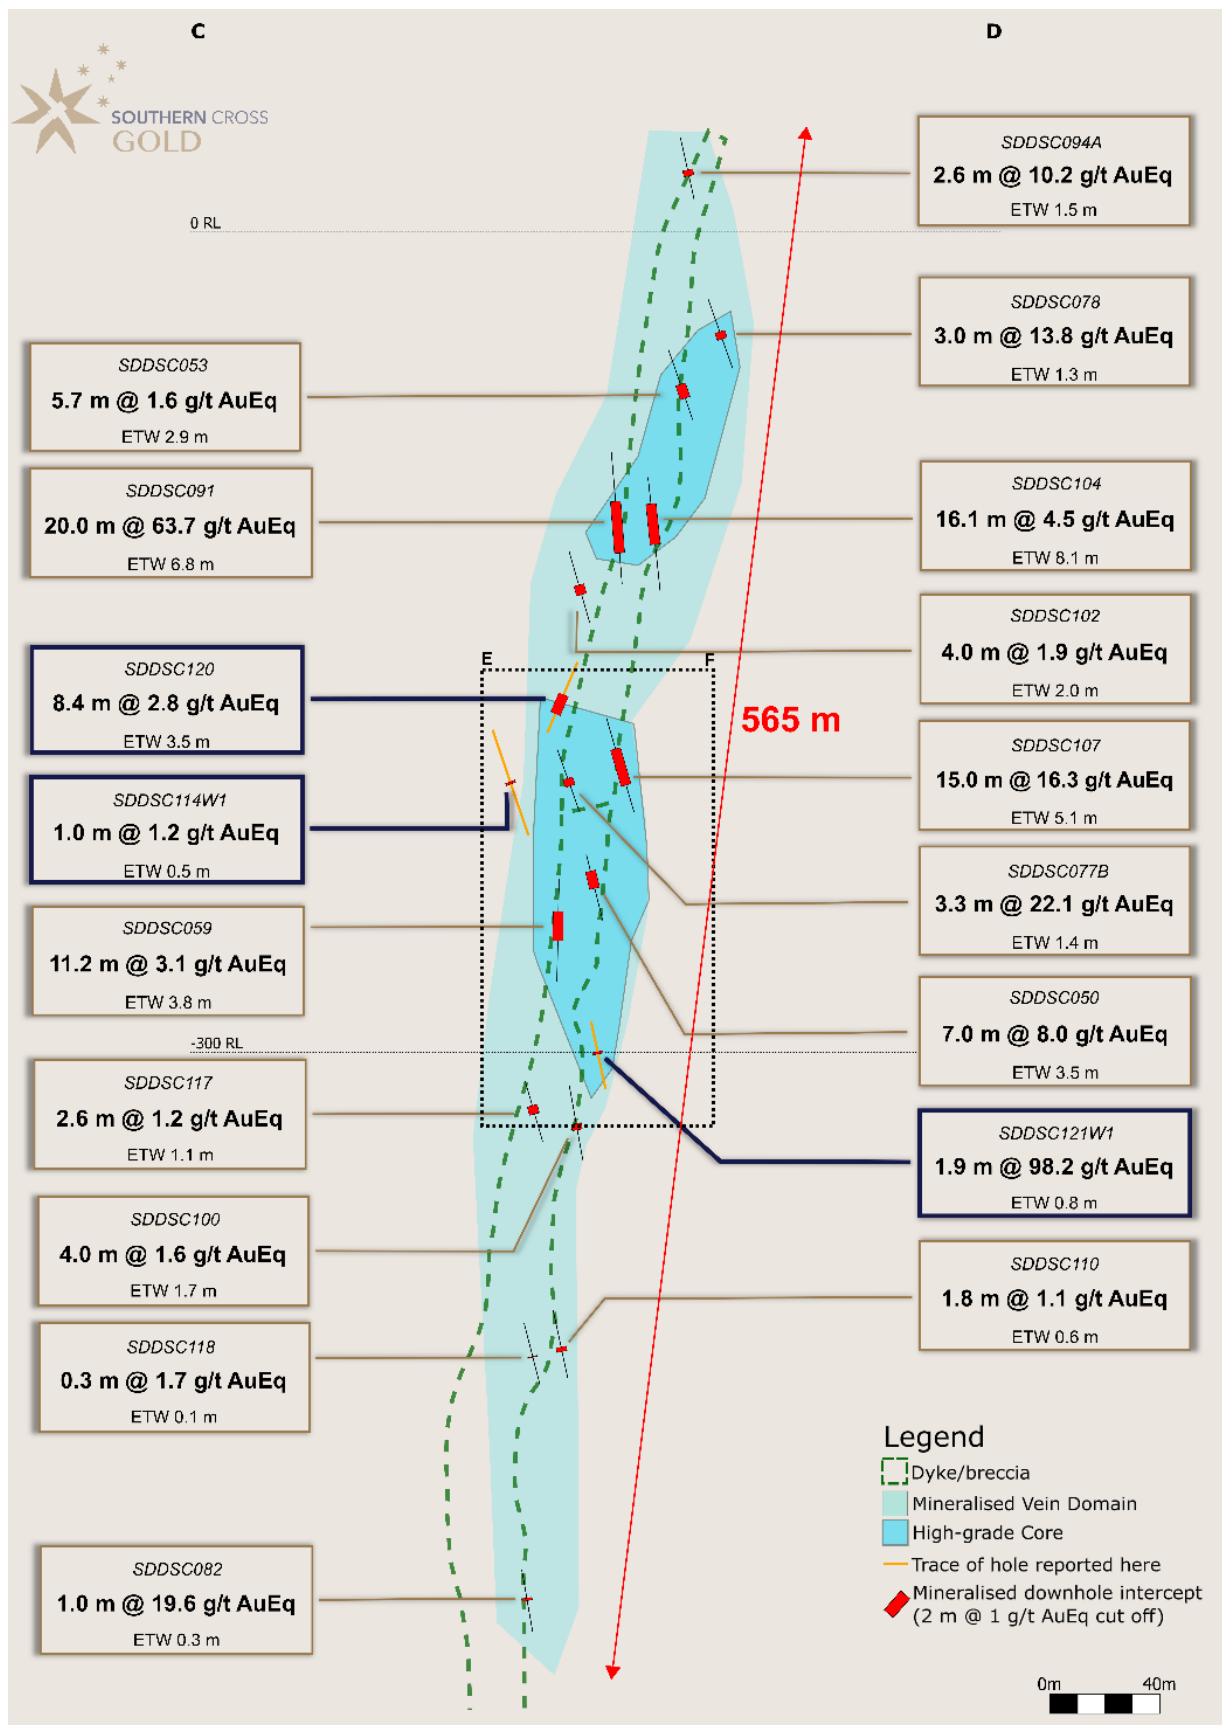 C
D
SOUTHERN CROSS
GOLD
SDDSC094A
2.6 m @ 10.2 g/t AuEq
ETW 1.5 m
0 RL
SDDSC078
3.0 m @ 13.8 g/t AuEq
ETW 1.3 m
SDDSC053
5.7 m @ 1.6 g/t AuEq
ETW 2.9 m
SDDSC091
20.0 m @ 63.7 g/t AuEq
ETW 6.8 m
SDDSC104
16.1 m @ 4.5 g/t AuEq
ETW 8.1 m
SDDSC102
4.0 m @ 1.9 g/t AuEq
ETW 2.0 m
E
F
SDDSC120
8.4 m @ 2.8 g/t AuEq
ETW 3.5 m
565 m
SDDSC107
15.0 m @ 16.3 g/t AuEq
ETW 5.1 m
SDDSC114W1
1.0 m @ 1.2 g/t AuEq
ETW 0.5 m
SDDSC077B
3.3 m @ 22.1 g/t AuEq
ETW 1.4 m
SDDSC059
11.2 m @ 3.1 g/t AuEq
ETW 3.8 m
SDDSC050
7.0 m @ 8.0 g/t AuEq
ETW 3.5 m
-300 RL
SDDSC117
2.6 m @ 1.2 g/t AuEq
ETW 1.1 m
SDDSC121W1
1.9 m @ 98.2 g/t AuEq
ETW 0.8 m
SDDSC100
4.0 m @ 1.6 g/t AuEq
ETW 1.7 m
SDDSC110
1.8 m @ 1.1 g/t AuEq
ETW 0.6 m
SDDSC118
0.3 m @ 1.7 g/t AuEq
ETW 0.1 m
SDDSC082
1.0 m @ 19.6 g/t AuEq
ETW 0.3 m
Legend
Dyke/breccia
Mineralised Vein Domain
High-grade Core
Trace of hole reported here
Mineralised downhole intercept
(2 m @ 1 g/t AuEq cut off)
0m
40m